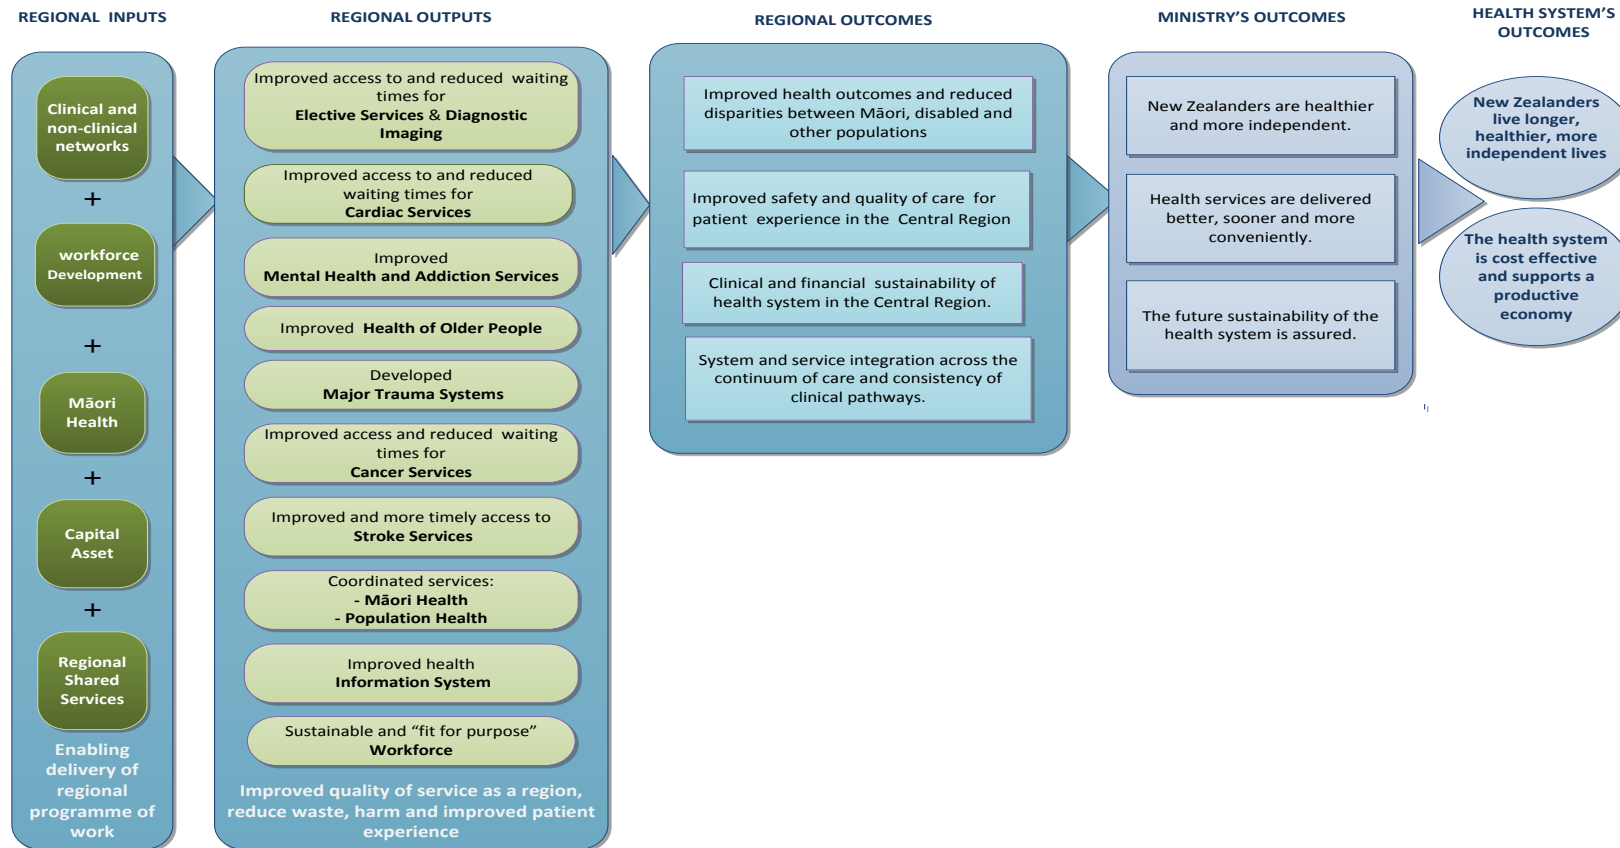 REGIONAL INPUTS
Clinical and
non-clinical
networks
+
workforce
Development
+
Māori
Health
+
Capital
Asset
+
Regional
Shared
Services
Enabling
delivery of
regional
programme of
work
REGIONAL OUTPUTS
Improved access to and reduced waiting
times for
Elective Services & Diagnostic
Imaging
Improved access to and reduced
waiting times for
Cardiac Services
Improved
Mental Health and Addiction Services
Improved Health of Older People
Developed
Major Trauma Systems
Improved access and reduced waiting
times for
Cancer Services
Improved and more timely access to
Stroke Services
Coordinated services:
- Māori Health
- Population Health
Improved health
Information System
Sustainable and “fit for purpose”
Workforce
Improved quality of service as a region,
reduce waste, harm and improved patient
experience
REGIONAL OUTCOMES
Improved health outcomes and reduced
disparities between Māori, disabled and
other populations
Improved safety and quality of care for
patient experience in the Central Region
Clinical and financial sustainability of
health system in the Central Region.
System and service integration across the
continuum of care and consistency of
clinical pathways.
MINISTRY’S OUTCOMES
New Zealanders are healthier
and more independent.
Health services are delivered
better, sooner and more
conveniently.
The future sustainability of the
health system is assured.
HEALTH SYSTEM’S
OUTCOMES
New Zealanders
live longer,
healthier, more
independent lives
The health system
is cost effective
and supports a
productive
economy